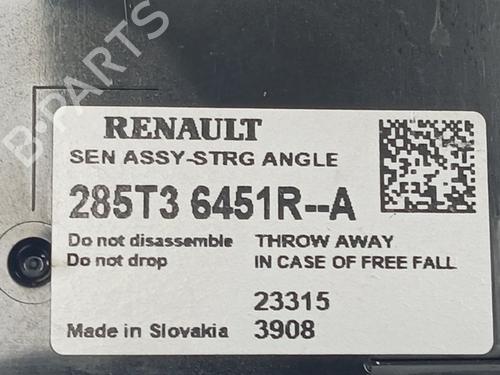 RENAULT
SEN ASSY-STRG ANGLE
285T3 6451R--A
Do not disassemble THROW AWAY
Do not drop IN CASE OF FREE FALL
23315
Made in Slovakia 3908
B-PARTS